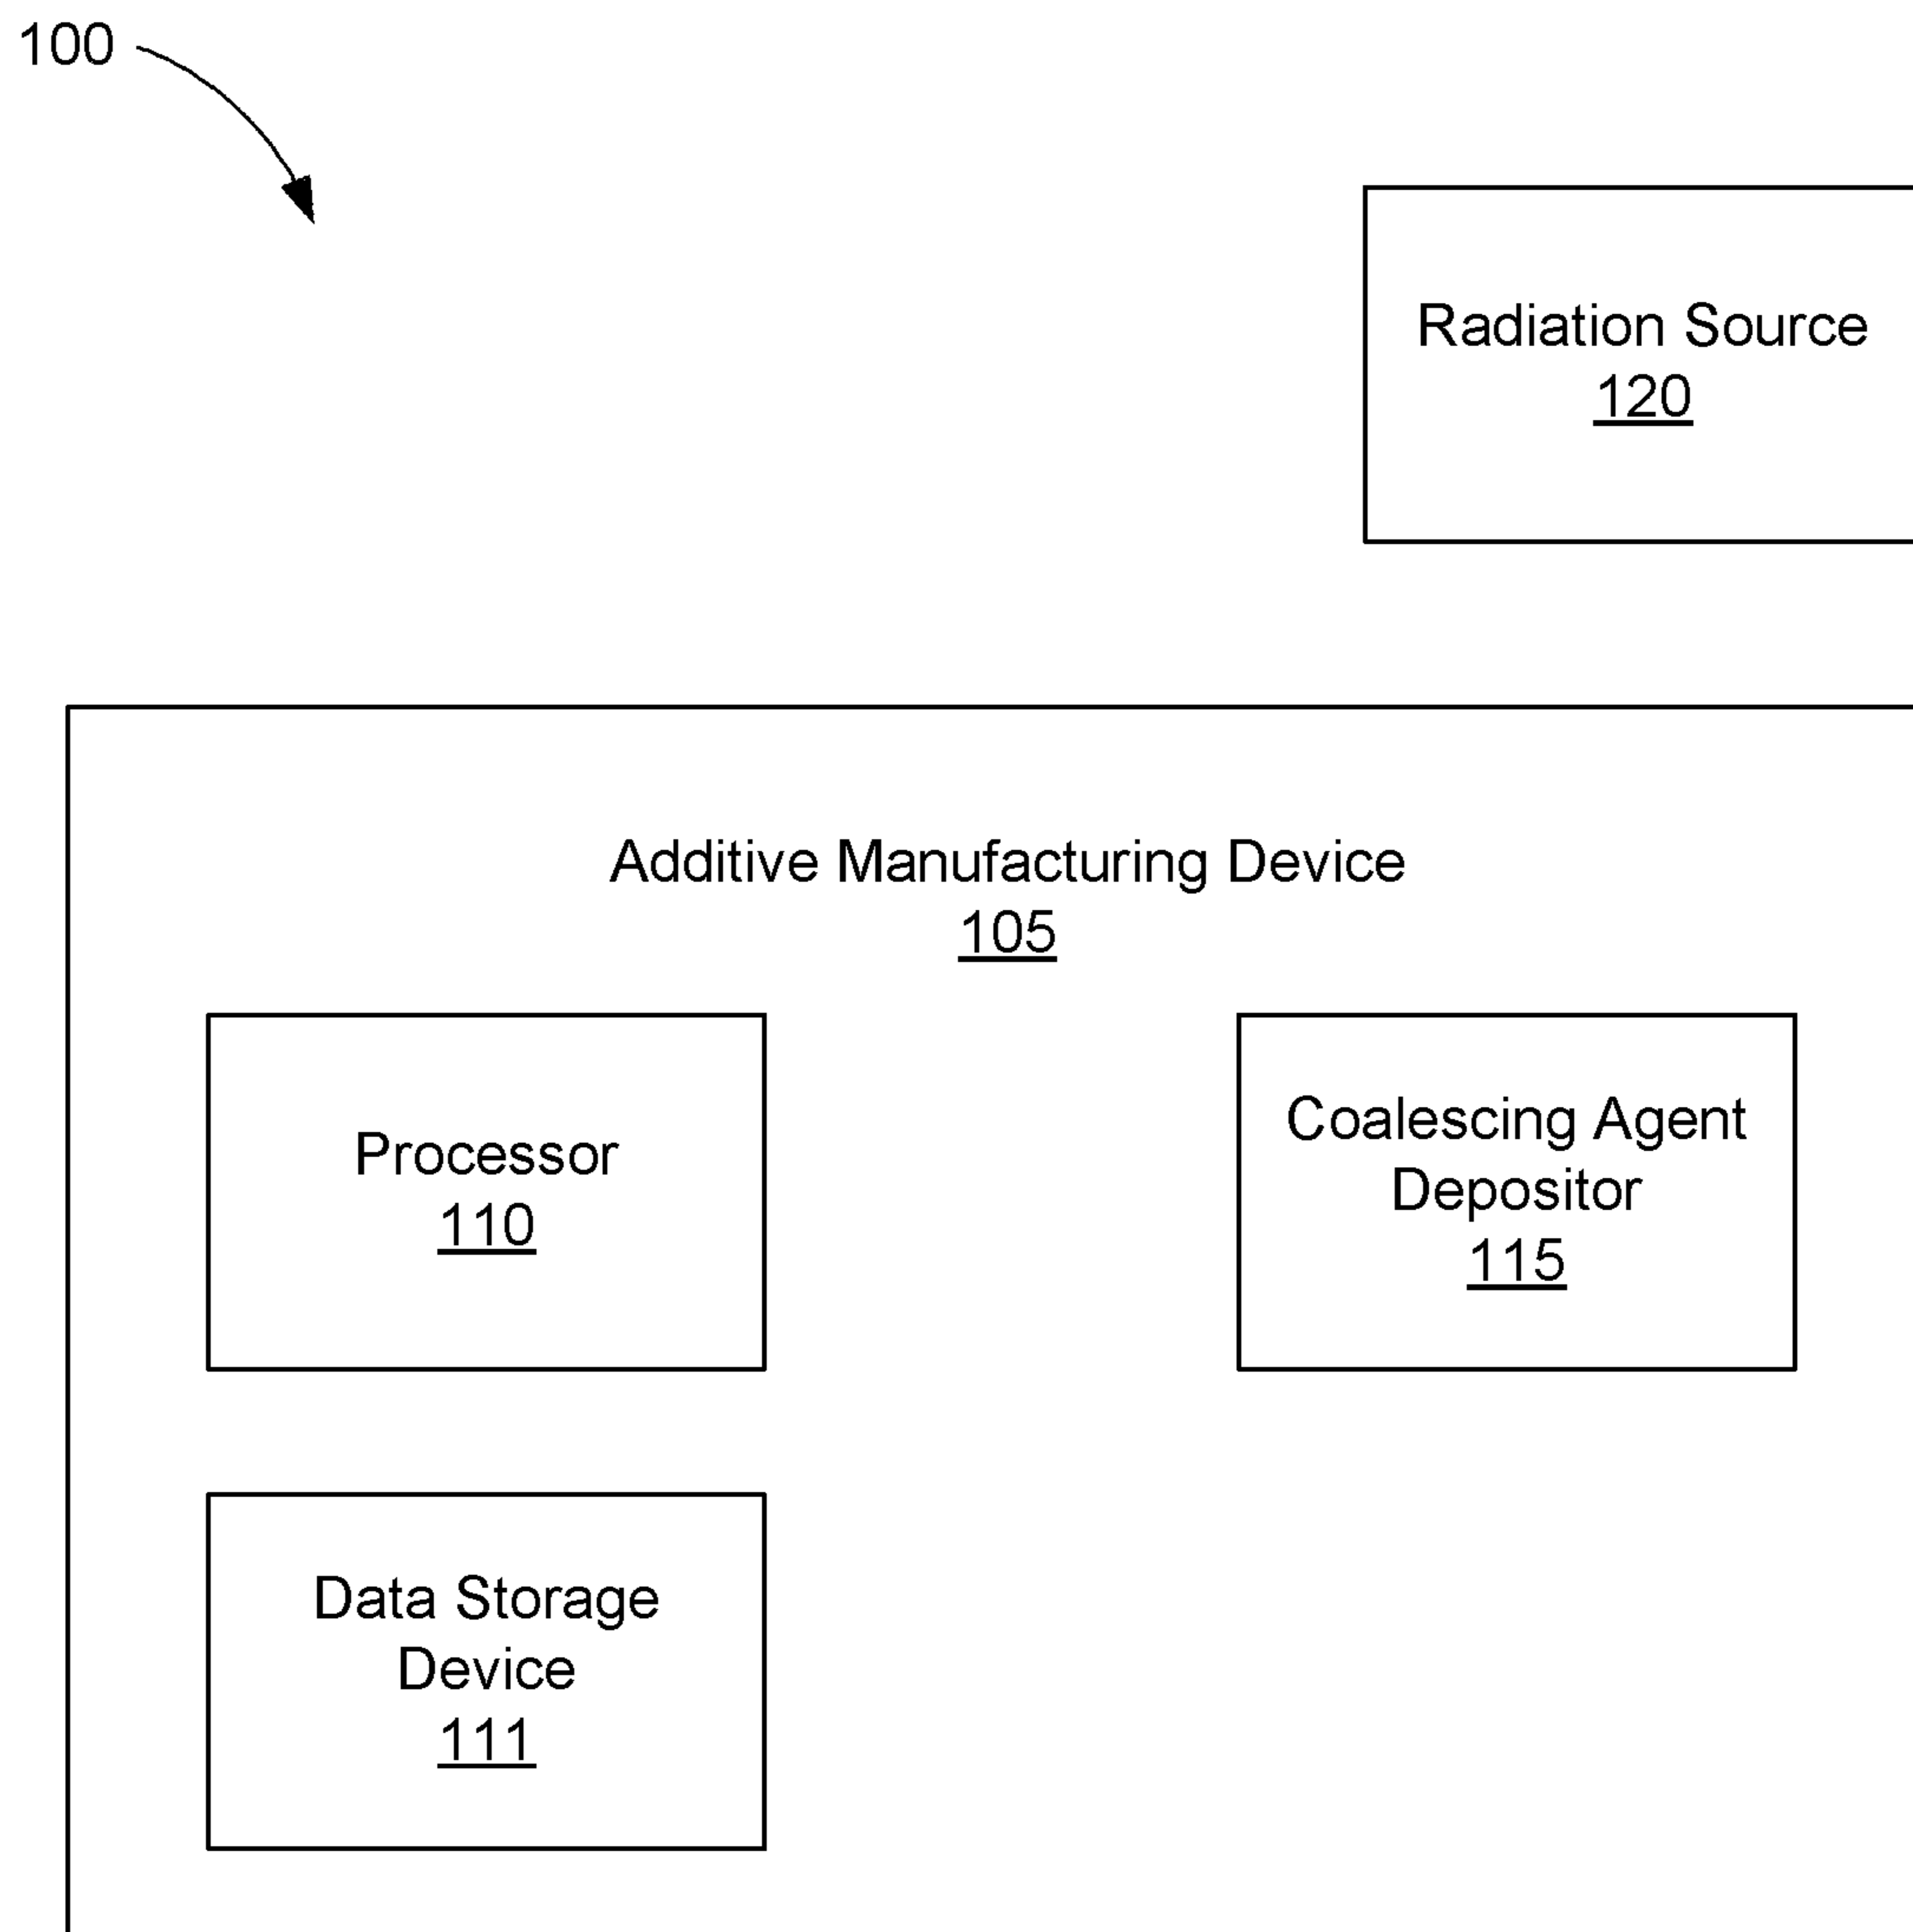 100
Radiation Source
120
Additive Manufacturing Device
105
Processor
110
Coalescing Agent
Depositor
115
Data Storage
Device
111